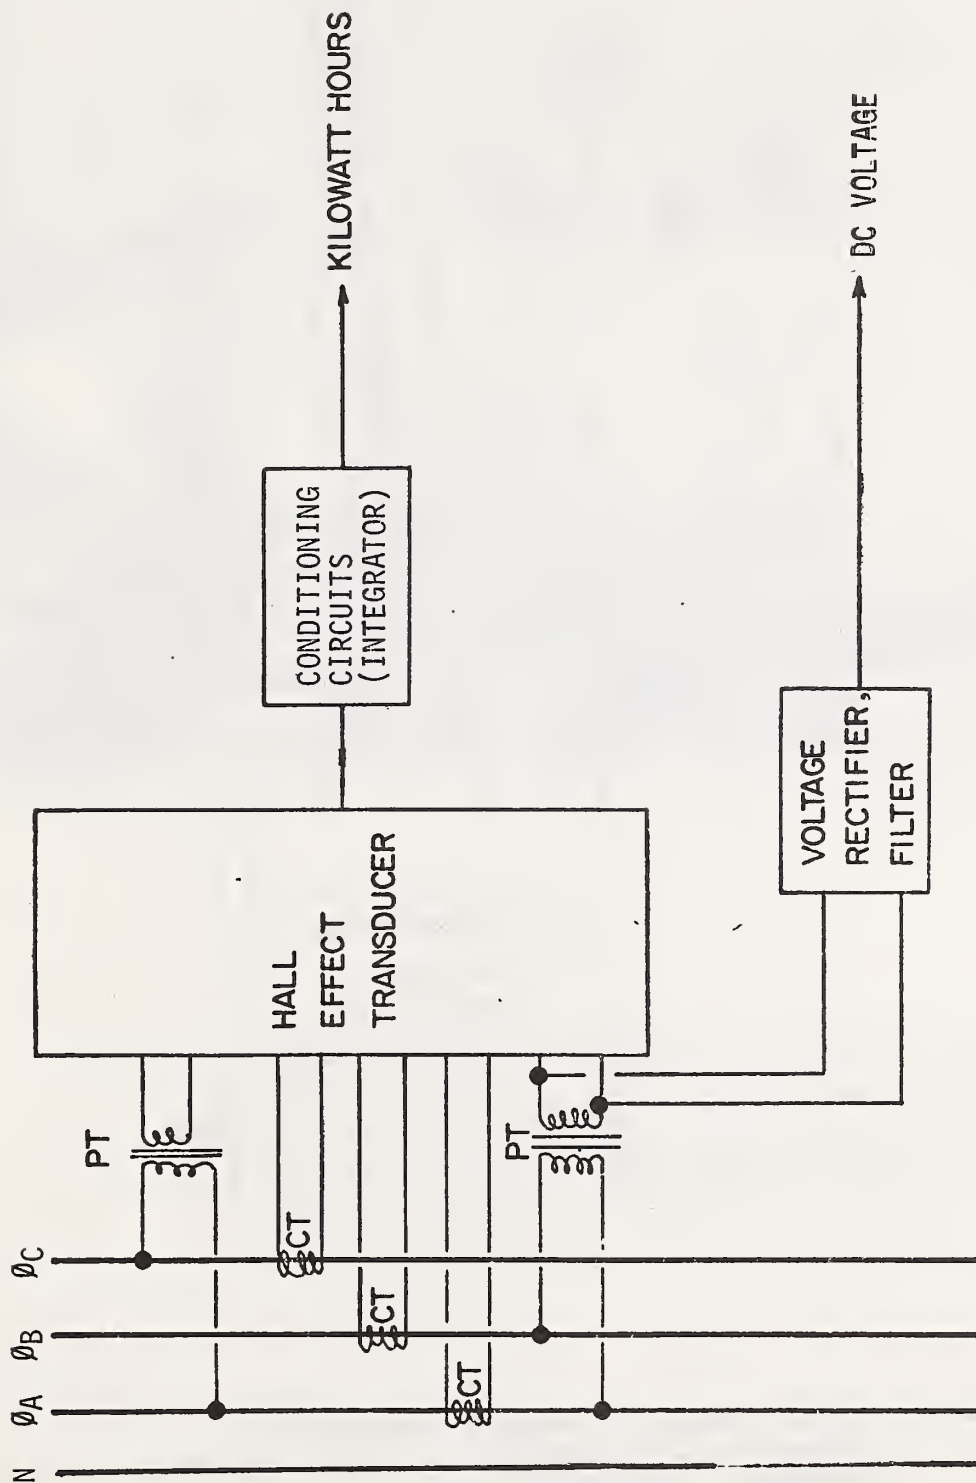 N
ØA
ØB
ØC
PT
CT
CT
CT
PT
HALL
EFFECT
TRANSDUCER
CONDITIONING
CIRCUITS
(INTEGRATOR)
KILOWATT HOURS
VOLTAGE
RECTIFIER,
FILTER
DC VOLTAGE